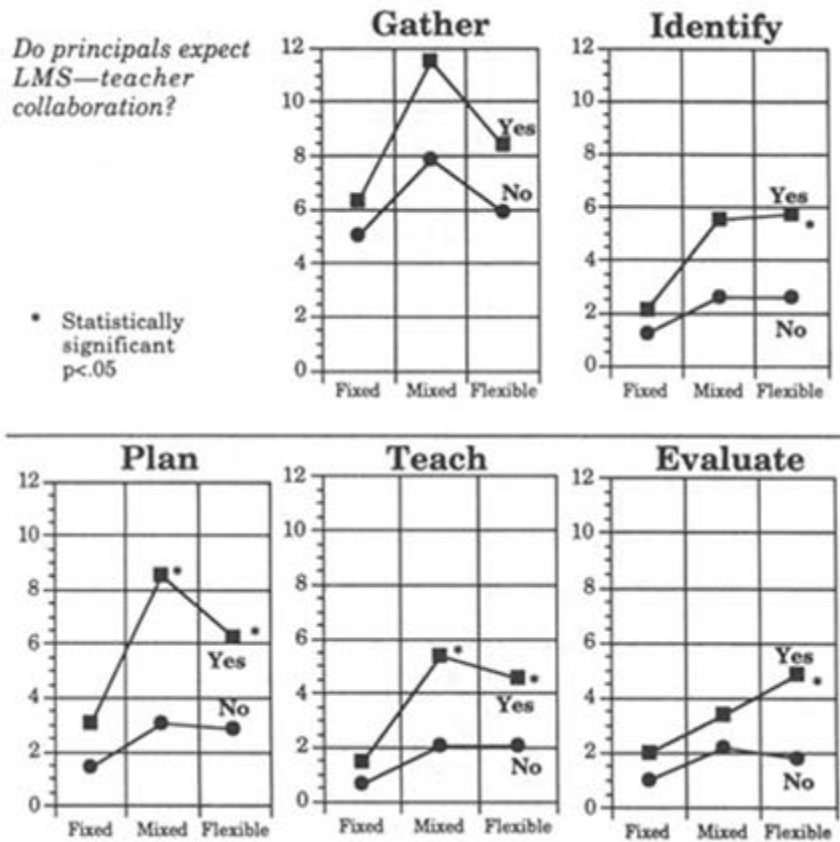 Do principals expect
LMS—teacher
collaboration?
* Statistically
significant
p<.05
Gather
12
10
8
6
4
2
0
Yes
No
Fixed Mixed Flexible
Identify
12
10
8
6
4
2
0
Yes
*
No
Fixed Mixed Flexible
Plan
12
10
8
6
4
2
0
*
*
Yes
No
Fixed Mixed Flexible
Teach
12
10
8
6
4
2
0
*
*
Yes
No
Fixed Mixed Flexible
Evaluate
12
10
8
6
4
2
0
Yes
*
No
Fixed Mixed Flexible